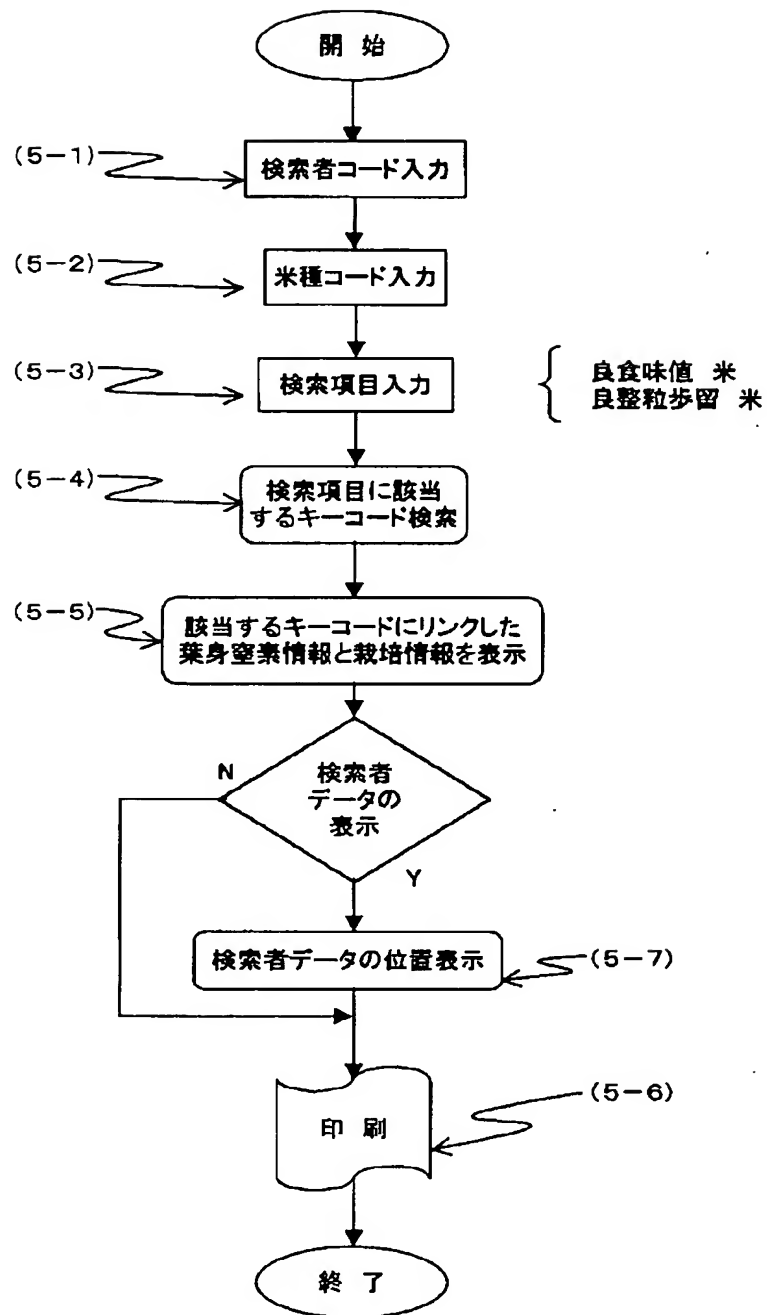 開 始
(5-1)
検索者コード入力
(5-2)
米種コード入力
(5-3)
検索項目入力
良食味値 米
良整粒歩留 米
(5-4)
検索項目に該当
するキーコード検索
(5-5)
該当するキーコードにリンクした
葉身窒素情報と栽培情報を表示
N
検索者
データの
表示
Y
検索者データの位置表示
(5-7)
(5-6)
印 刷
終 了